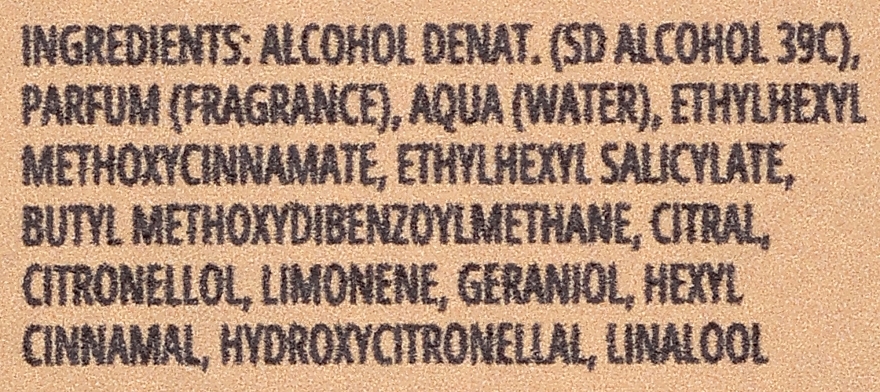 INGREDIENTS: ALCOHOL DENAT. (SD ALCOHOL 39C),
PARFUM (FRAGRANCE), AQUA (WATER), ETHYLHEXYL
METHOXYCINNAMATE, ETHYLHEXYL SALICYLATE,
BUTYL METHOXYDIBENZOYLMETHANE, CITRAL,
CITRONELLOL, LIMONENE, GERANIOL, HEXYL
CINNAMAL, HYDROXYCITRONELLAL, LINALOOL